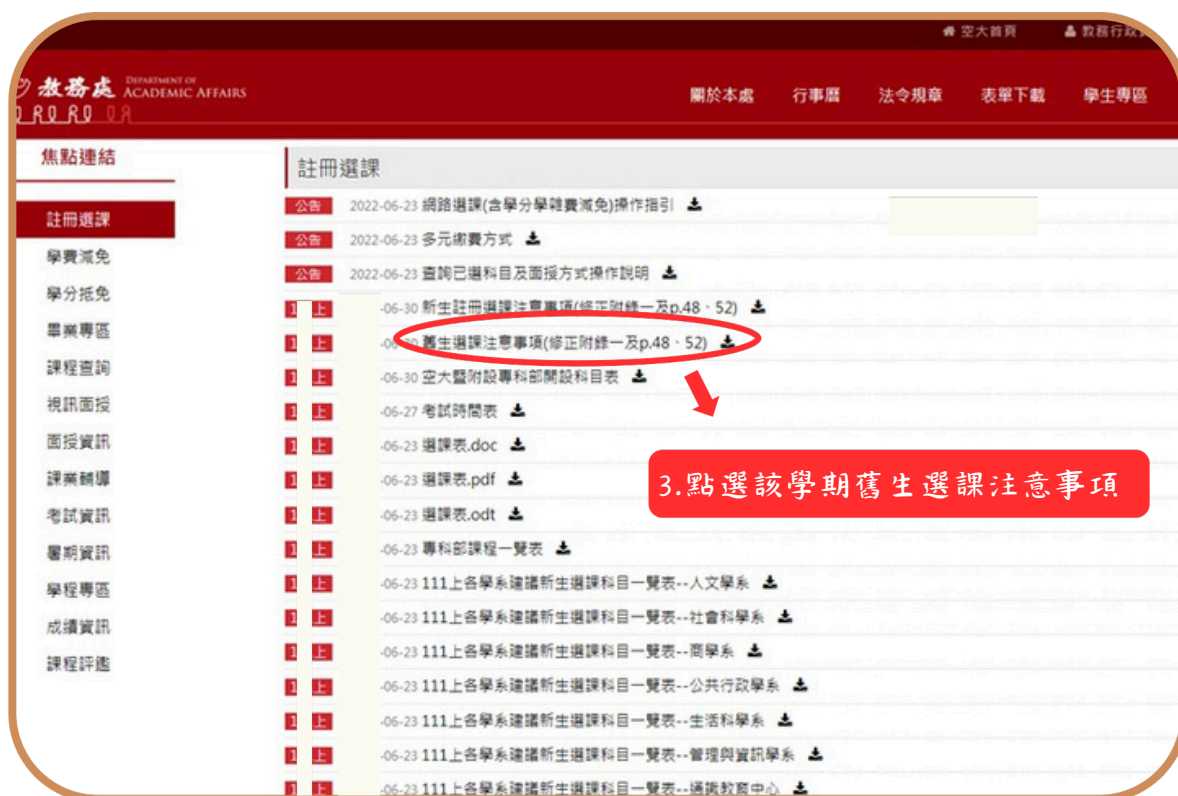 空大首頁 教務行政
教務處 DEPARTMENT OF ACADEMIC AFFAIRS
關於本處 行事曆 法令規章 表單下載 學生專區
焦點連結
註冊選課
學費減免
學分抵免
畢業專區
課程查詢
視訊面授
面授資訊
課業輔導
考試資訊
暑期資訊
學程專區
成績資訊
課程評鑑
註冊選課
公告 2022-06-23 網路選課(含學分學雜費減免)操作指引
公告 2022-06-23 多元繳費方式
公告 2022-06-23 查詢已選科目及面授方式操作說明
1 上 -06-30 新生註冊選課注意事項(修正附錄一及p.48、52)
1 上 -06-30 舊生選課注意事項(修正附錄一及p.48、52)
1 上 -06-30 空大暨附設專科部開設科目表
1 上 -06-27 考試時間表
1 上 -06-23 選課表.doc
1 上 -06-23 選課表.pdf
1 上 -06-23 選課表.odt
1 上 -06-23 專科部課程一覽表
1 上 -06-23 111上各學系建議新生選課科目一覽表--人文學系
1 上 -06-23 111上各學系建議新生選課科目一覽表--社會科學系
1 上 -06-23 111上各學系建議新生選課科目一覽表--商學系
1 上 -06-23 111上各學系建議新生選課科目一覽表--公共行政學系
1 上 -06-23 111上各學系建議新生選課科目一覽表--生活科學系
1 上 -06-23 111上各學系建議新生選課科目一覽表--管理與資訊學系
1 上 -06-23 111上各學系建議新生選課科目一覽表--通識教育中心
3.點選該學期舊生選課注意事項